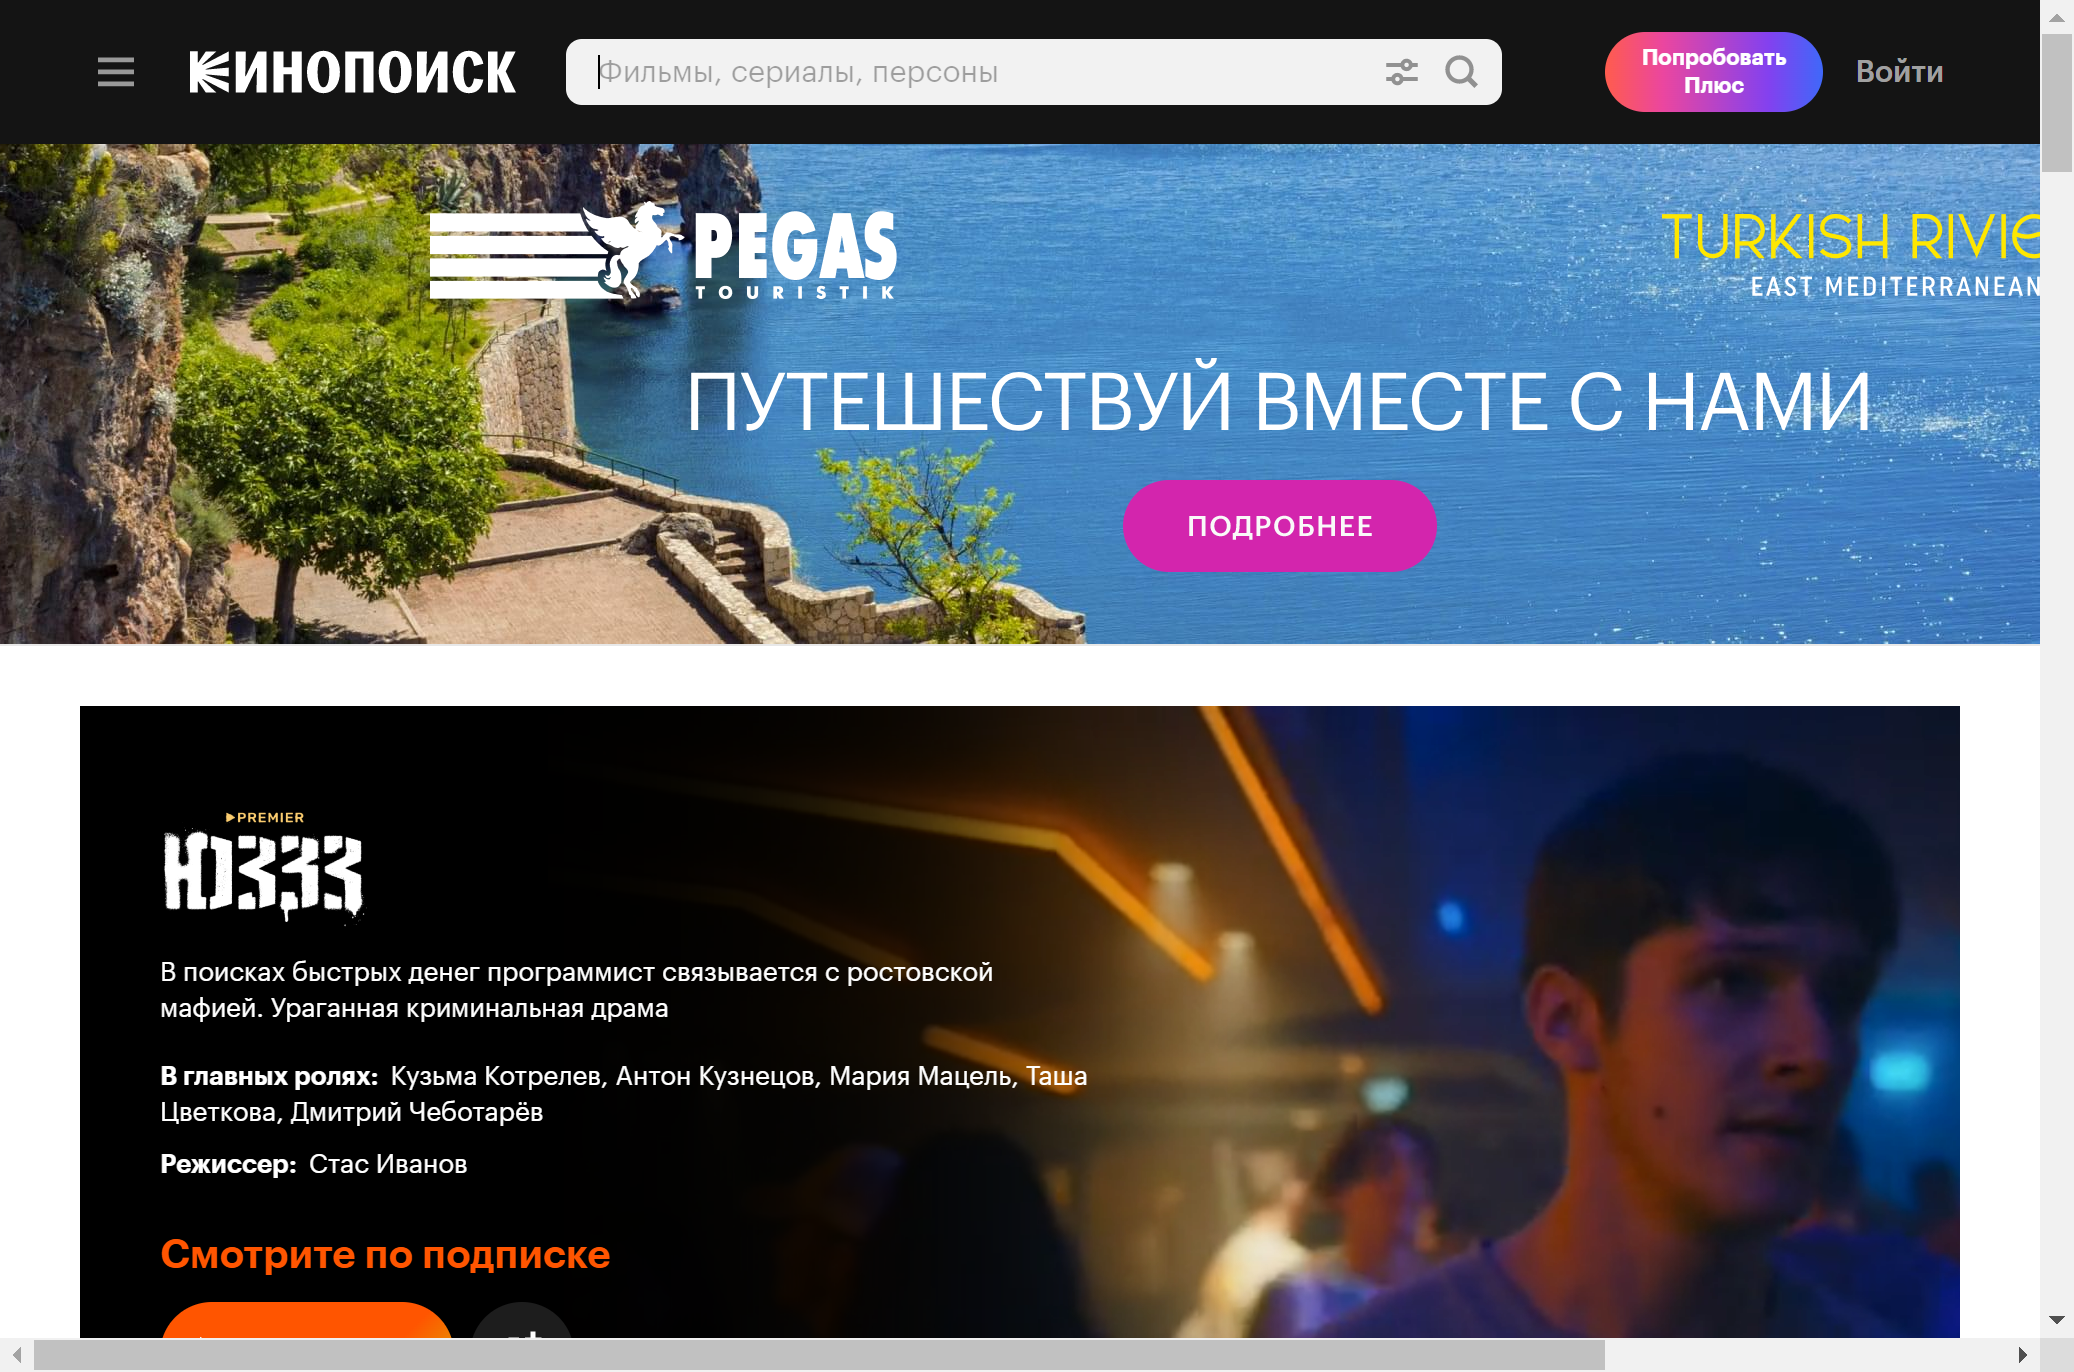 КИНОПОИСК
Фильмы, сериалы, персоны
Попробовать
Плюс
Войти
PEGAS
TOURISTIK
TURKISH RIVIE
EAST MEDITERRANEAN
ПУТЕШЕСТВУЙ ВМЕСТЕ С НАМИ
ПОДРОБНЕЕ
PREMIER
ЮЗЗЗ
В поисках быстрых денег программист связывается с ростовской
мафией. Ураганная криминальная драма
В главных ролях: Кузьма Котрелев, Антон Кузнецов, Мария Мацель, Таша
Цветкова, Дмитрий Чеботарёв
Режиссер: Стас Иванов
Смотрите по подписке